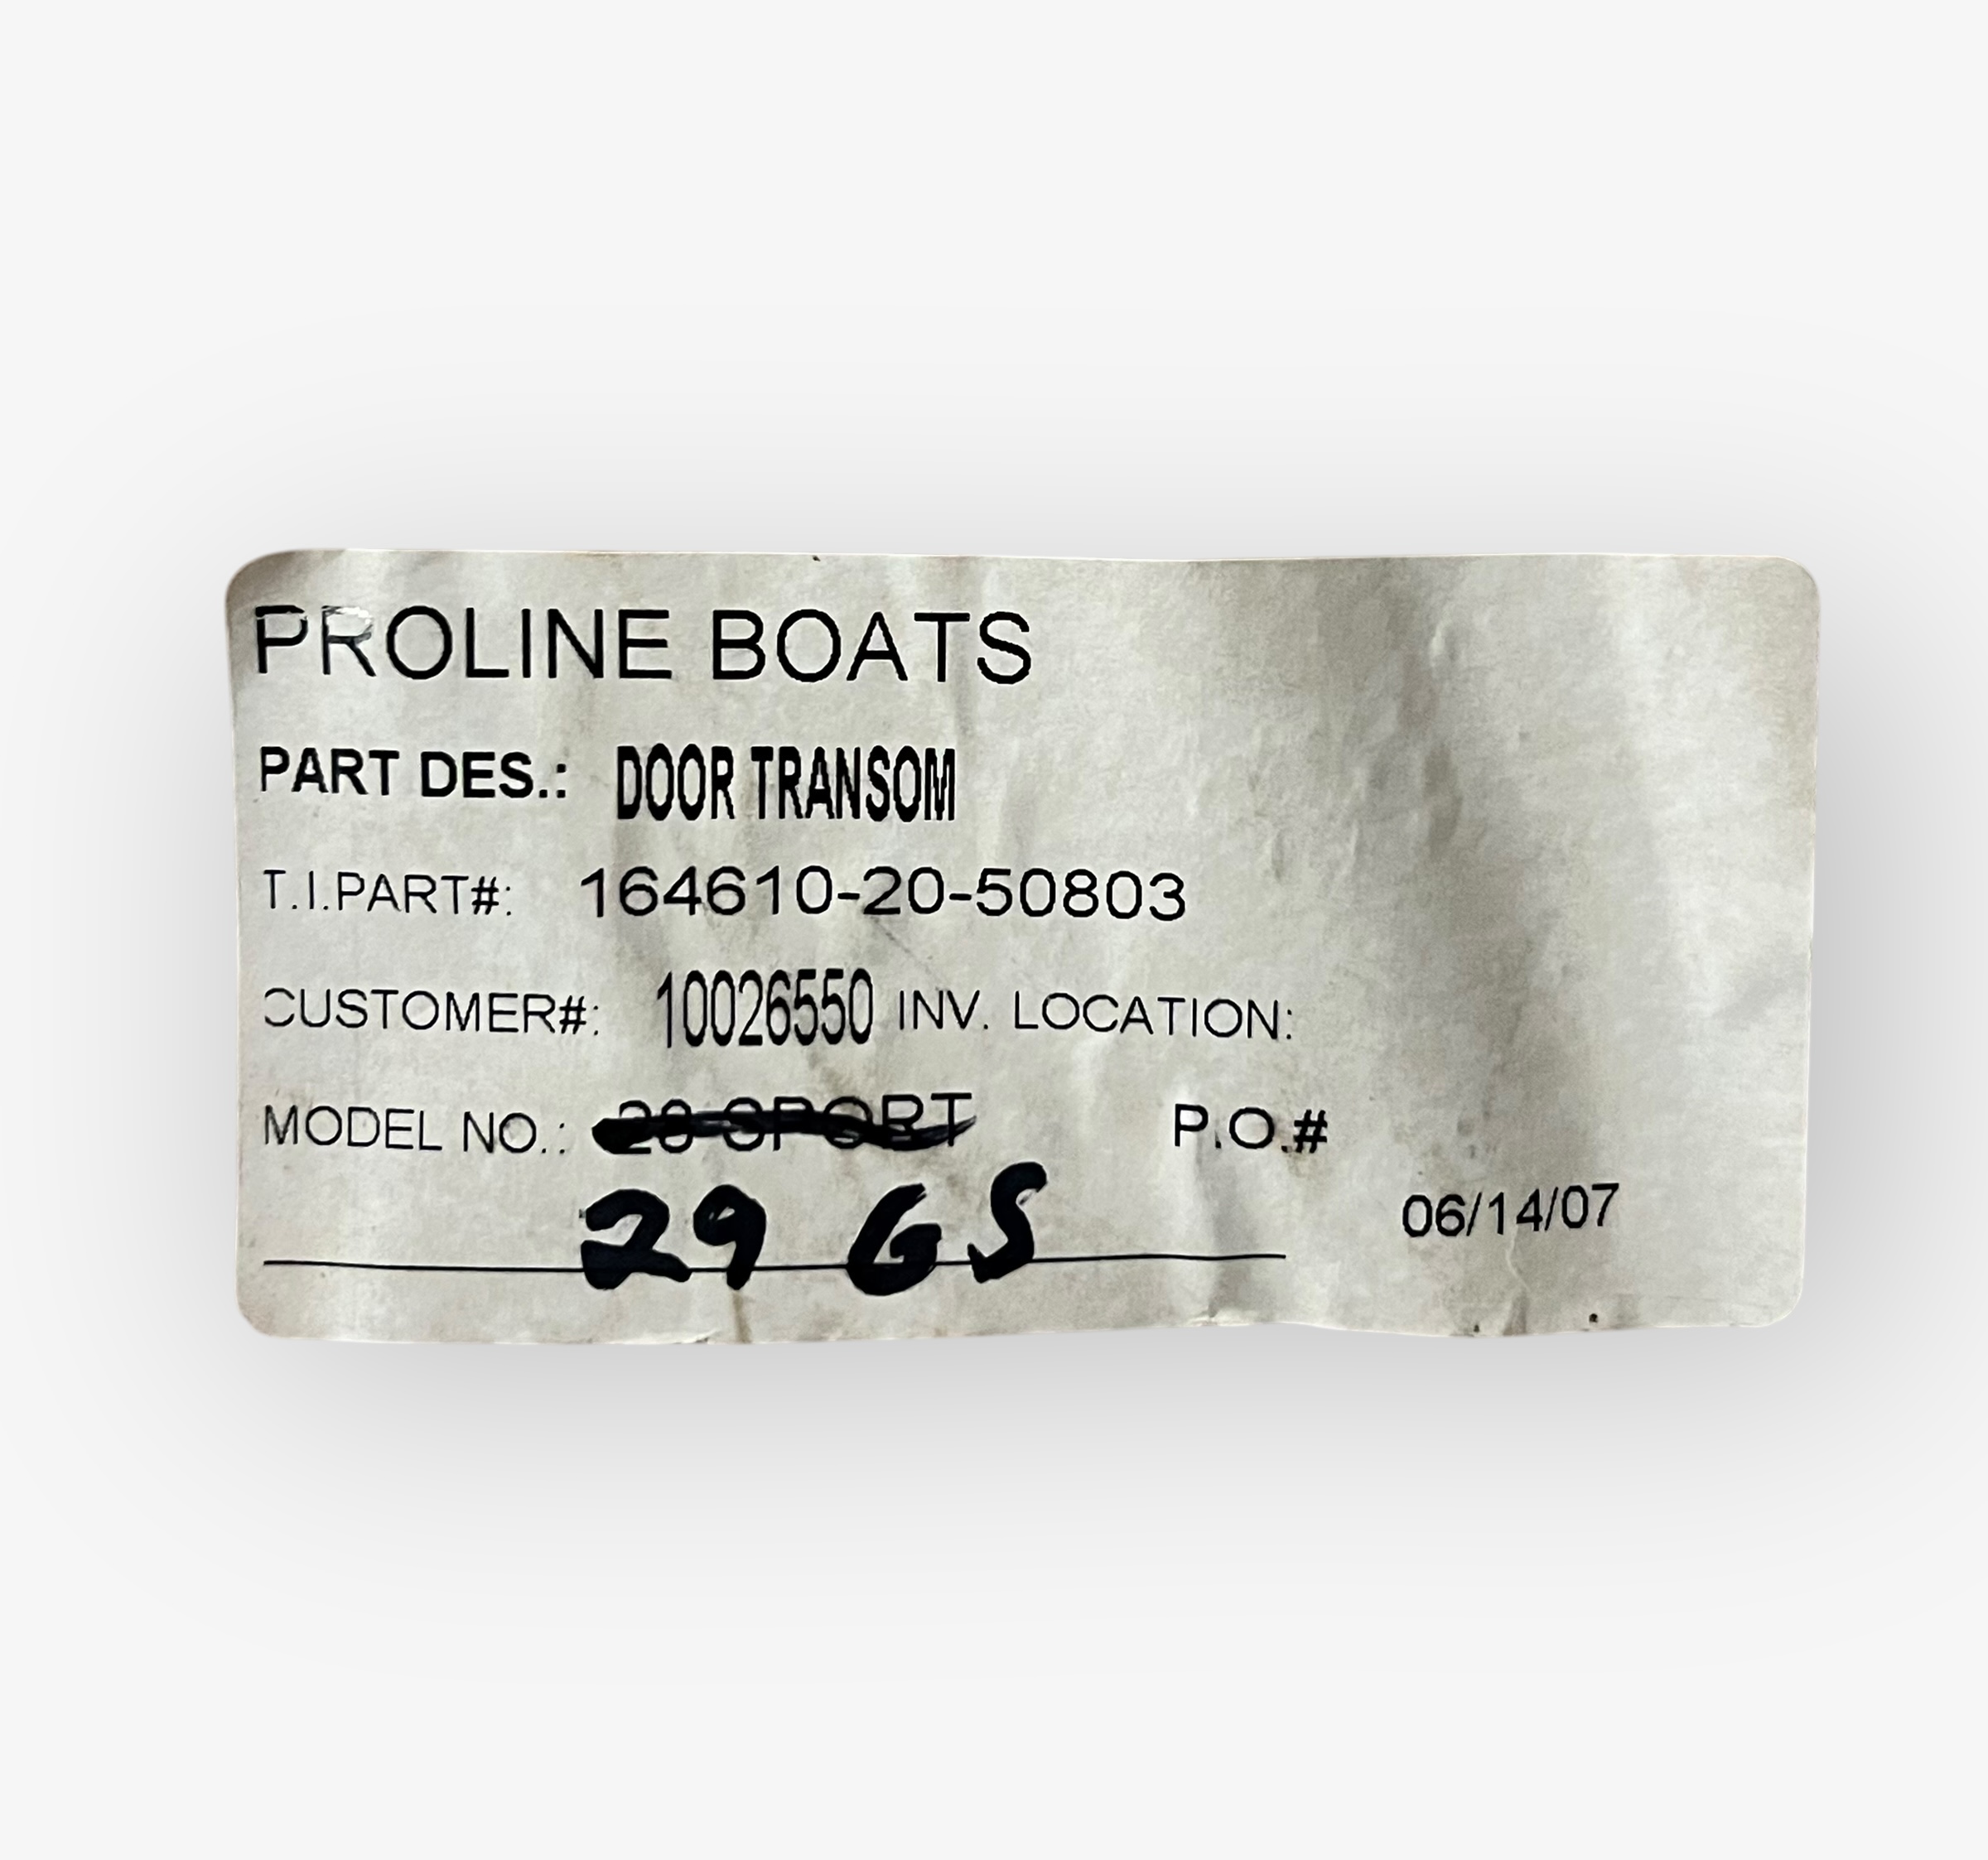 PROLINE BOATS
PART DES.: DOOR TRANSOM
T.I.PART#: 164610-20-50803
CUSTOMER#: 10026550 INV. LOCATION:
MODEL NO.: SPORT P.O.#
29 GS 06/14/07